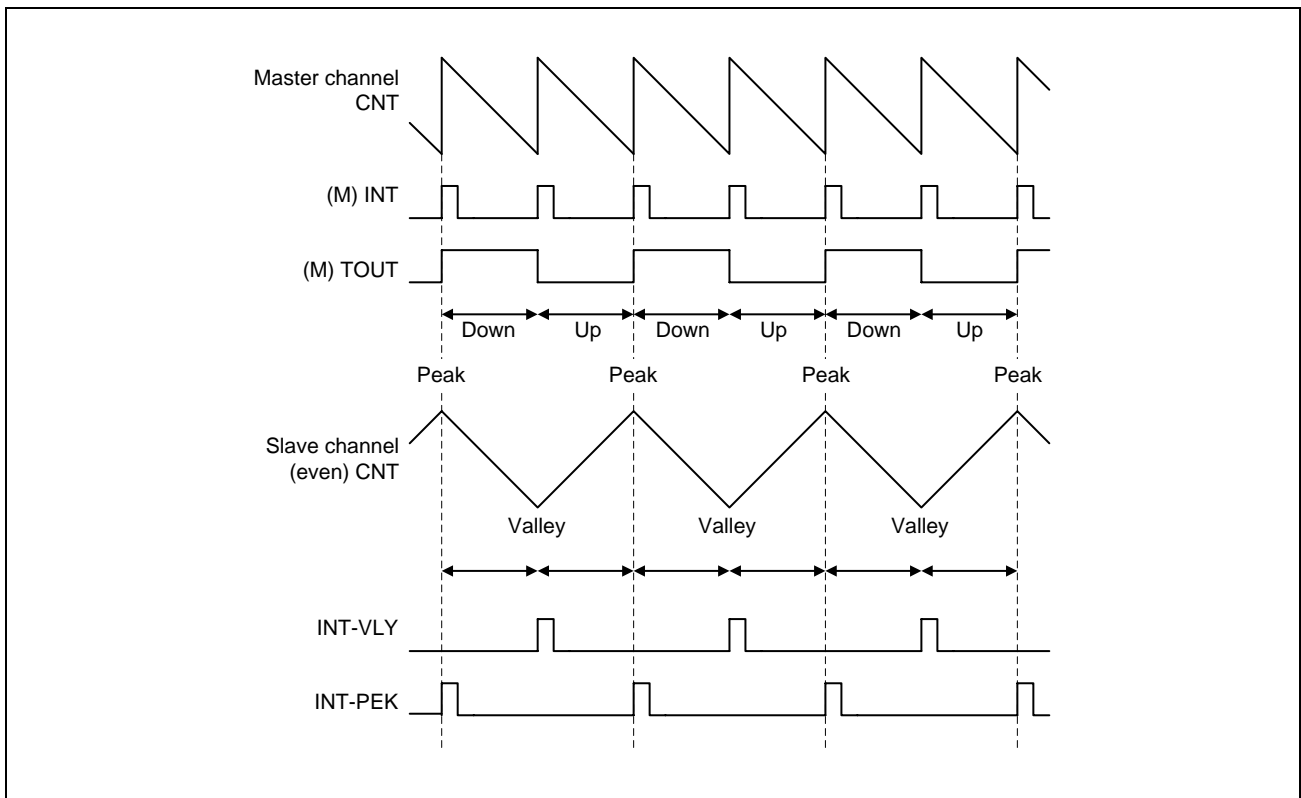 Master channel
CNT
(M) INT
(M) TOUT
Down Up Down Up Down Up
Peak Peak Peak Peak
Slave channel
(even) CNT
Valley Valley Valley
INT-VLY
INT-PEK